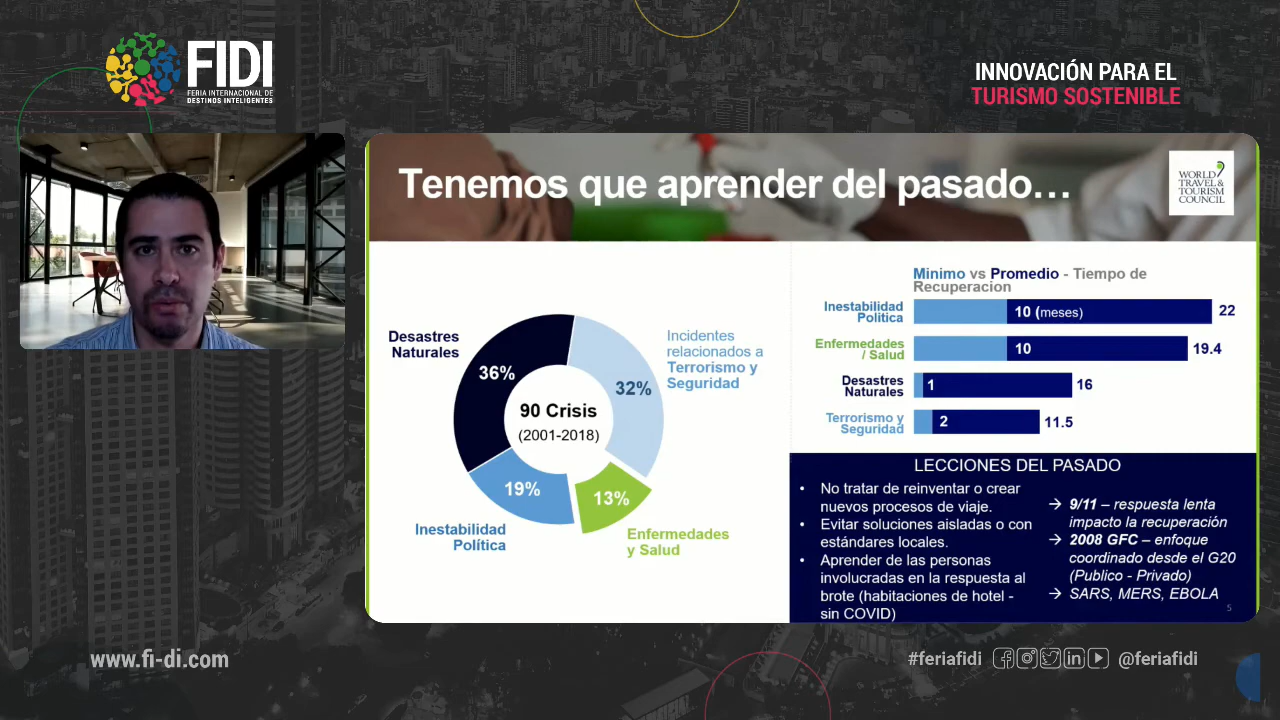 FIDI
FERIA INTERNACIONAL DE
DESTINOS INTELIGENTES
INNOVACIÓN PARA EL
TURISMO SOSTENIBLE
Tenemos que aprender del pasado…
WORLD
TRAVEL &
TOURISM
COUNCIL
Desastres
Naturales
36%
Incidentes
relacionados a
Terrorismo y
Seguridad
32%
90 Crisis
(2001-2018)
19%
13%
Inestabilidad
Política
Enfermedades
y Salud
Minimo vs Promedio - Tiempo de
Recuperacion
Inestabilidad
Politica
10 (meses)
22
Enfermedades
/ Salud
10
19.4
Desastres
Naturales
1
16
Terrorismo y
Seguridad
2
11.5
LECCIONES DEL PASADO
• No tratar de reinventar o crear
nuevos procesos de viaje.
• Evitar soluciones aisladas o con
estándares locales.
• Aprender de las personas
involucradas en la respuesta al
brote (habitaciones de hotel -
sin COVID)
→ 9/11 – respuesta lenta
impacto la recuperación
→ 2008 GFC – enfoque
coordinado desde el G20
(Publico - Privado)
→ SARS, MERS, EBOLA
5
www.fi-di.com
#feriafidi
@feriafidi